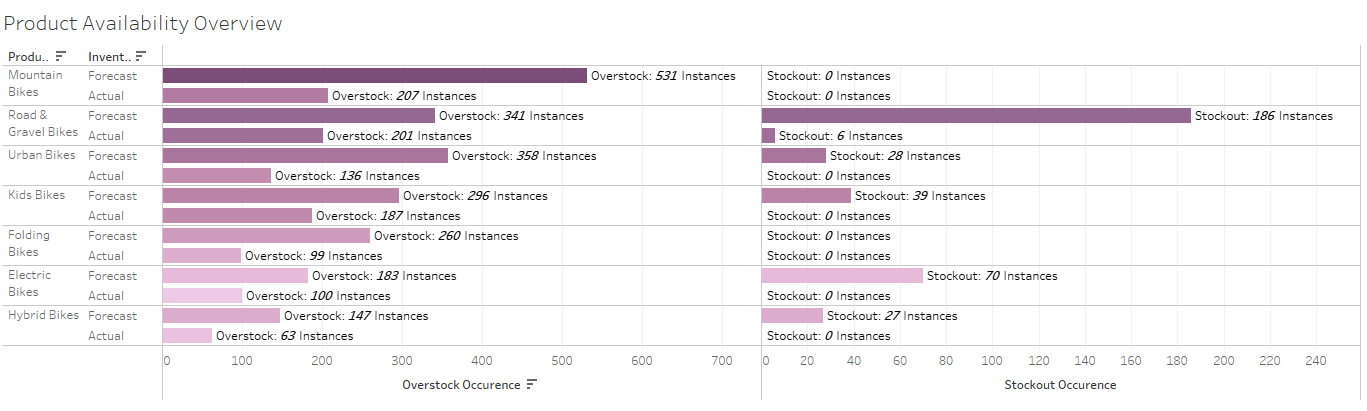 Product Availability Overview
Produ.. Invent..
Mountain Bikes Forecast Overstock: 531 Instances Stockout: 0 Instances
Actual Overstock: 207 Instances Stockout: 0 Instances
Road & Gravel Bikes Forecast Overstock: 341 Instances Stockout: 186 Instances
Actual Overstock: 201 Instances Stockout: 6 Instances
Urban Bikes Forecast Overstock: 358 Instances Stockout: 28 Instances
Actual Overstock: 136 Instances Stockout: 0 Instances
Kids Bikes Forecast Overstock: 296 Instances Stockout: 39 Instances
Actual Overstock: 187 Instances Stockout: 0 Instances
Folding Bikes Forecast Overstock: 260 Instances Stockout: 0 Instances
Actual Overstock: 99 Instances Stockout: 0 Instances
Electric Bikes Forecast Overstock: 183 Instances Stockout: 70 Instances
Actual Overstock: 100 Instances Stockout: 0 Instances
Hybrid Bikes Forecast Overstock: 147 Instances Stockout: 27 Instances
Actual Overstock: 63 Instances Stockout: 0 Instances
0 100 200 300 400 500 600 700 0 20 40 60 80 100 120 140 160 180 200 220 240
Overstock Occurence Stockout Occurence